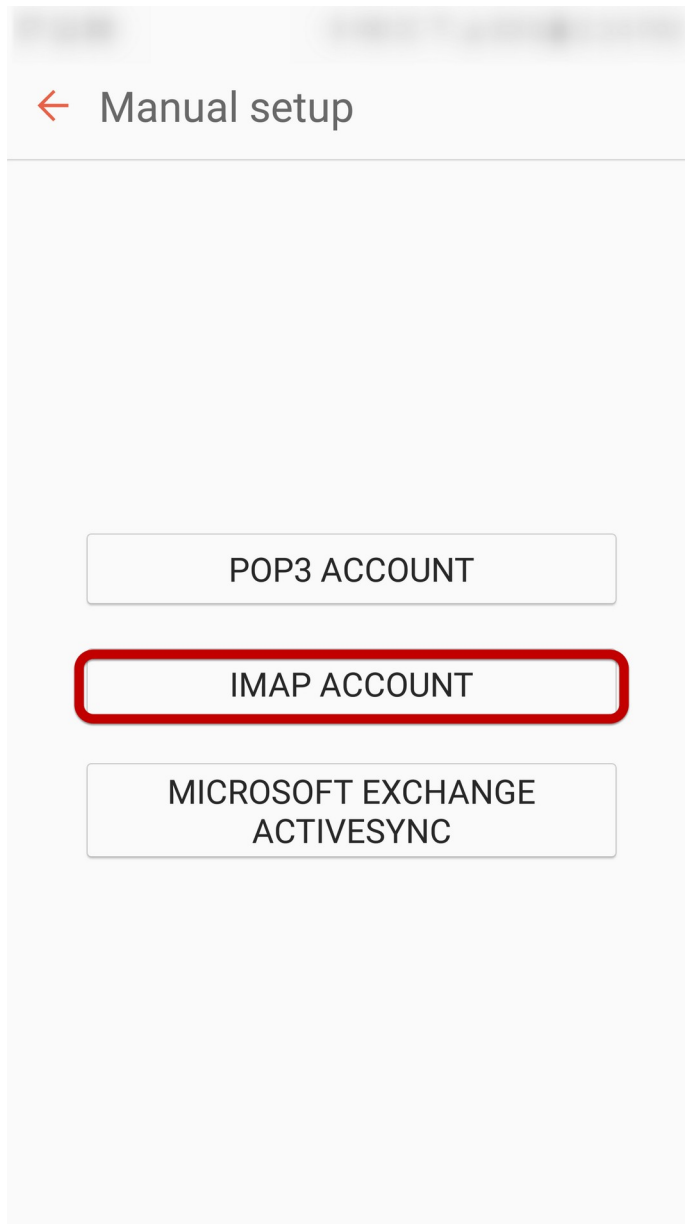 Manual setup
POP3 ACCOUNT
IMAP ACCOUNT
MICROSOFT EXCHANGE
ACTIVESYNC